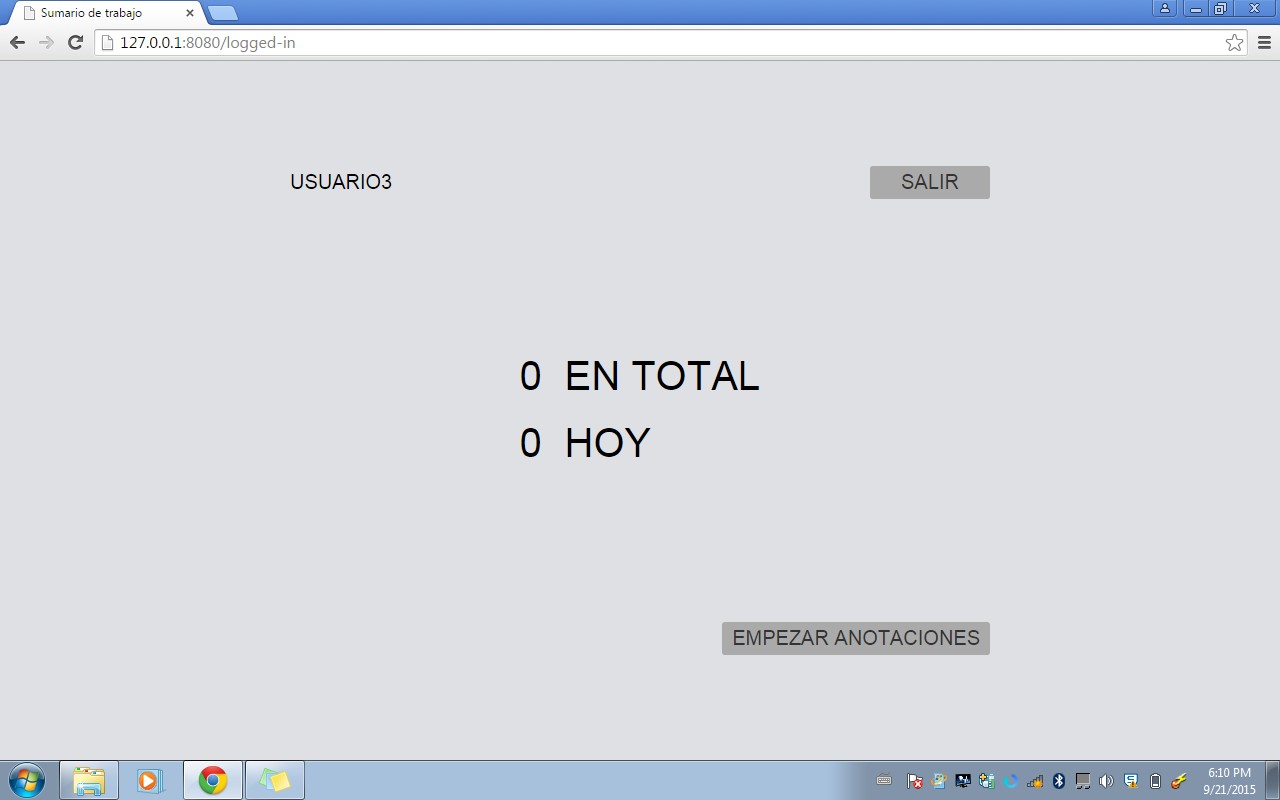 Sumario de trabajo
127.0.0.1:8080/logged-in
USUARIO3
SALIR
0 EN TOTAL
0 HOY
EMPEZAR ANOTACIONES
6:10 PM
9/21/2015